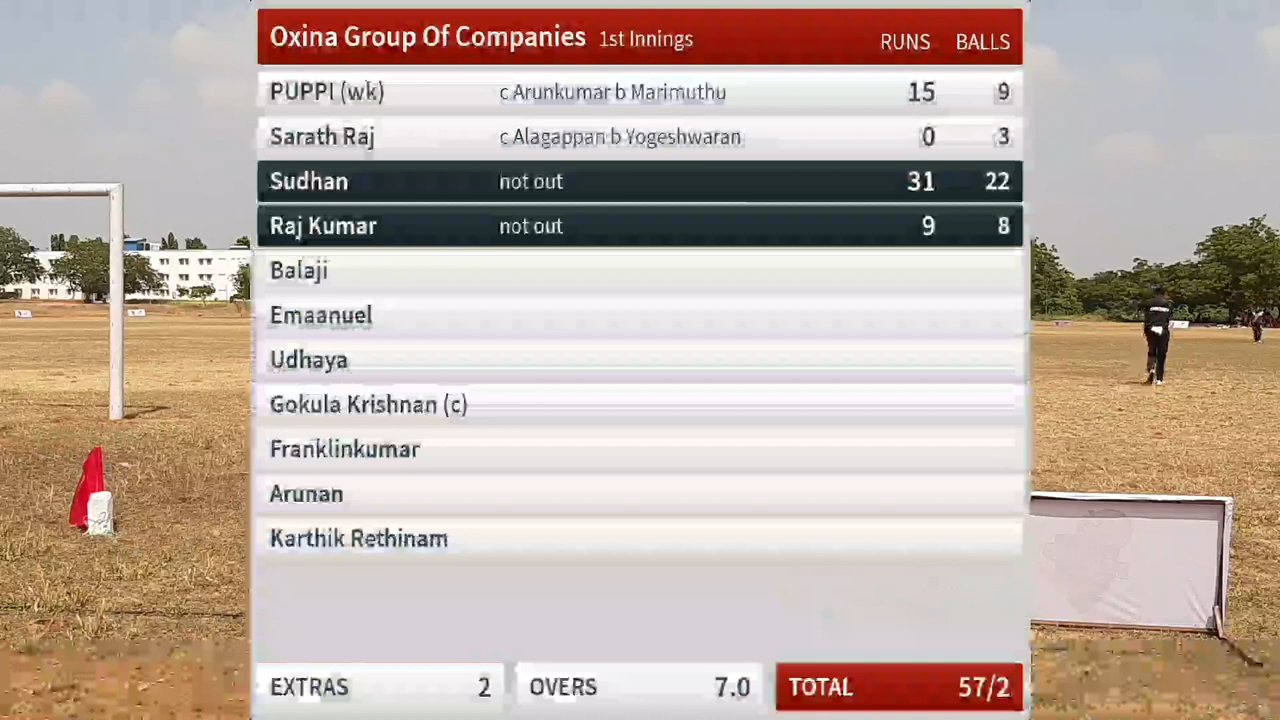 Oxina Group Of Companies 1st Innings RUNS BALLS
PUPPI (wk) c Arunkumar b Marimuthu 15 9
Sarath Raj c Alagappan b Yogeshwaran 0 3
Sudhan not out 31 22
Raj Kumar not out 9 8
Balaji
Emaanuel
Udhaya
Gokula Krishnan (c)
Franklinkumar
Arunan
Karthik Rethinam
EXTRAS 2 OVERS 7.0 TOTAL 57/2